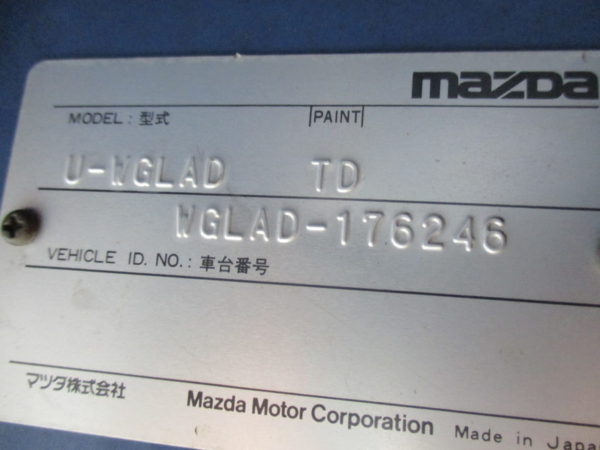 mazda
MODEL : 型式 PAINT
U-WGLAD TD
WGLAD-176246
VEHICLE ID. NO. : 車台番号
マツダ株式会社 Mazda Motor Corporation Made in Japan